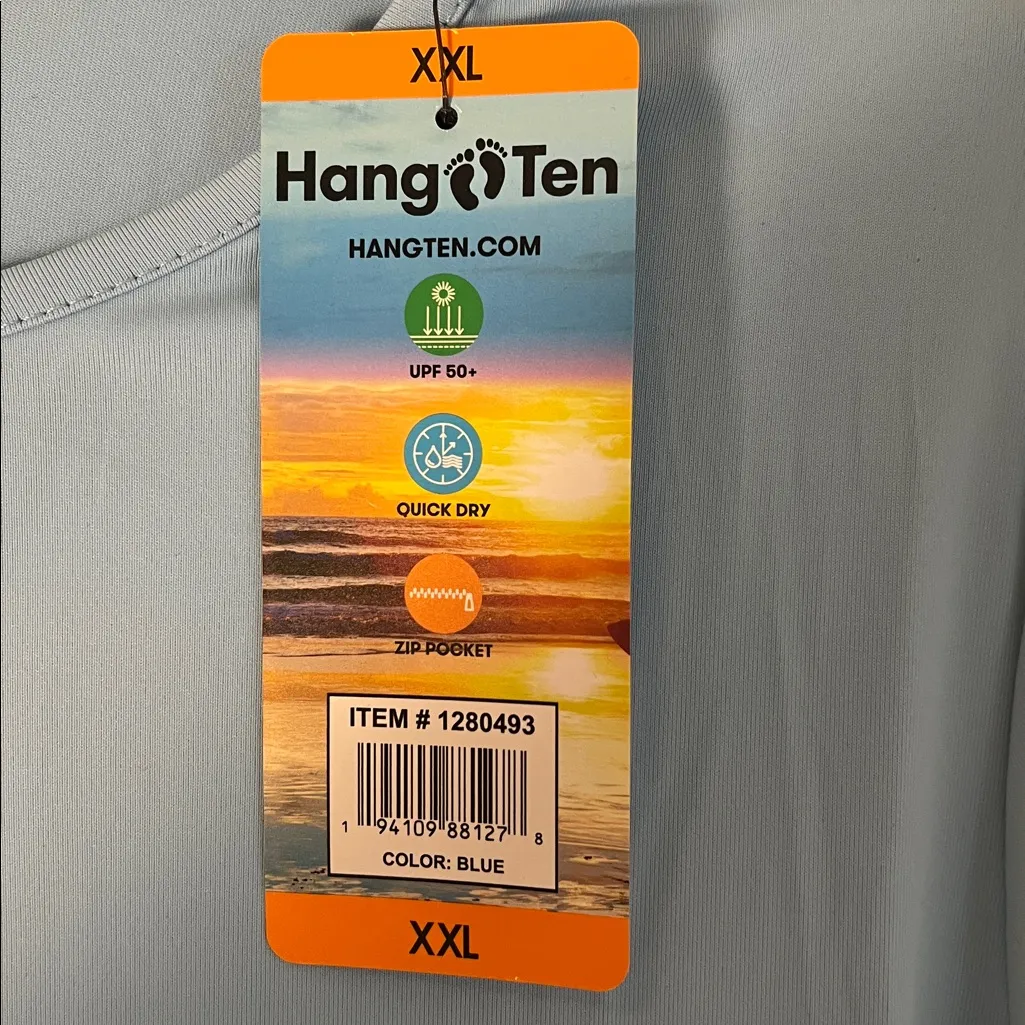 XXL
Hang Ten
HANGTEN.COM
UPF 50+
QUICK DRY
ZIP POCKET
ITEM # 1280493
1 94109 88127 8
COLOR: BLUE
XXL